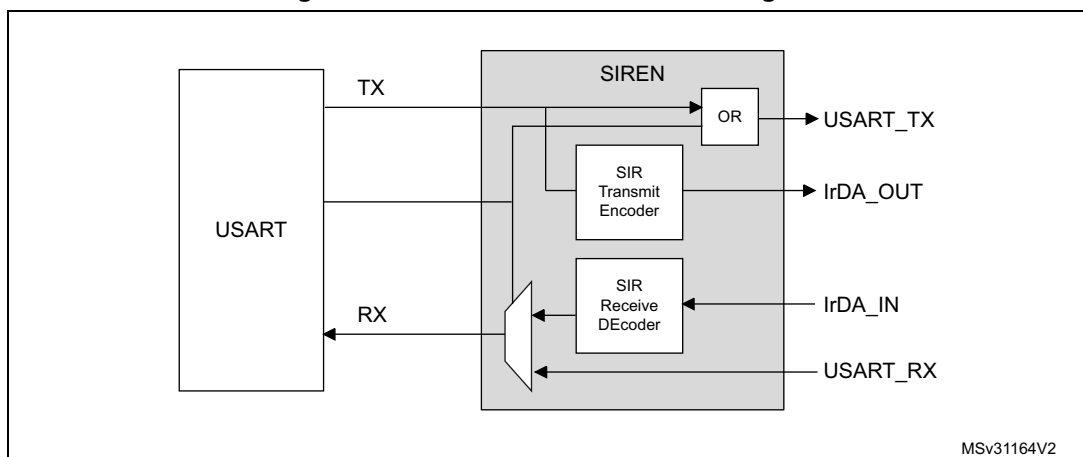 SIREN
TX
OR
USART_TX
SIR
Transmit
Encoder
IrDA_OUT
USART
SIR
Receive
DEcoder
IrDA_IN
RX
USART_RX
MSv31164V2